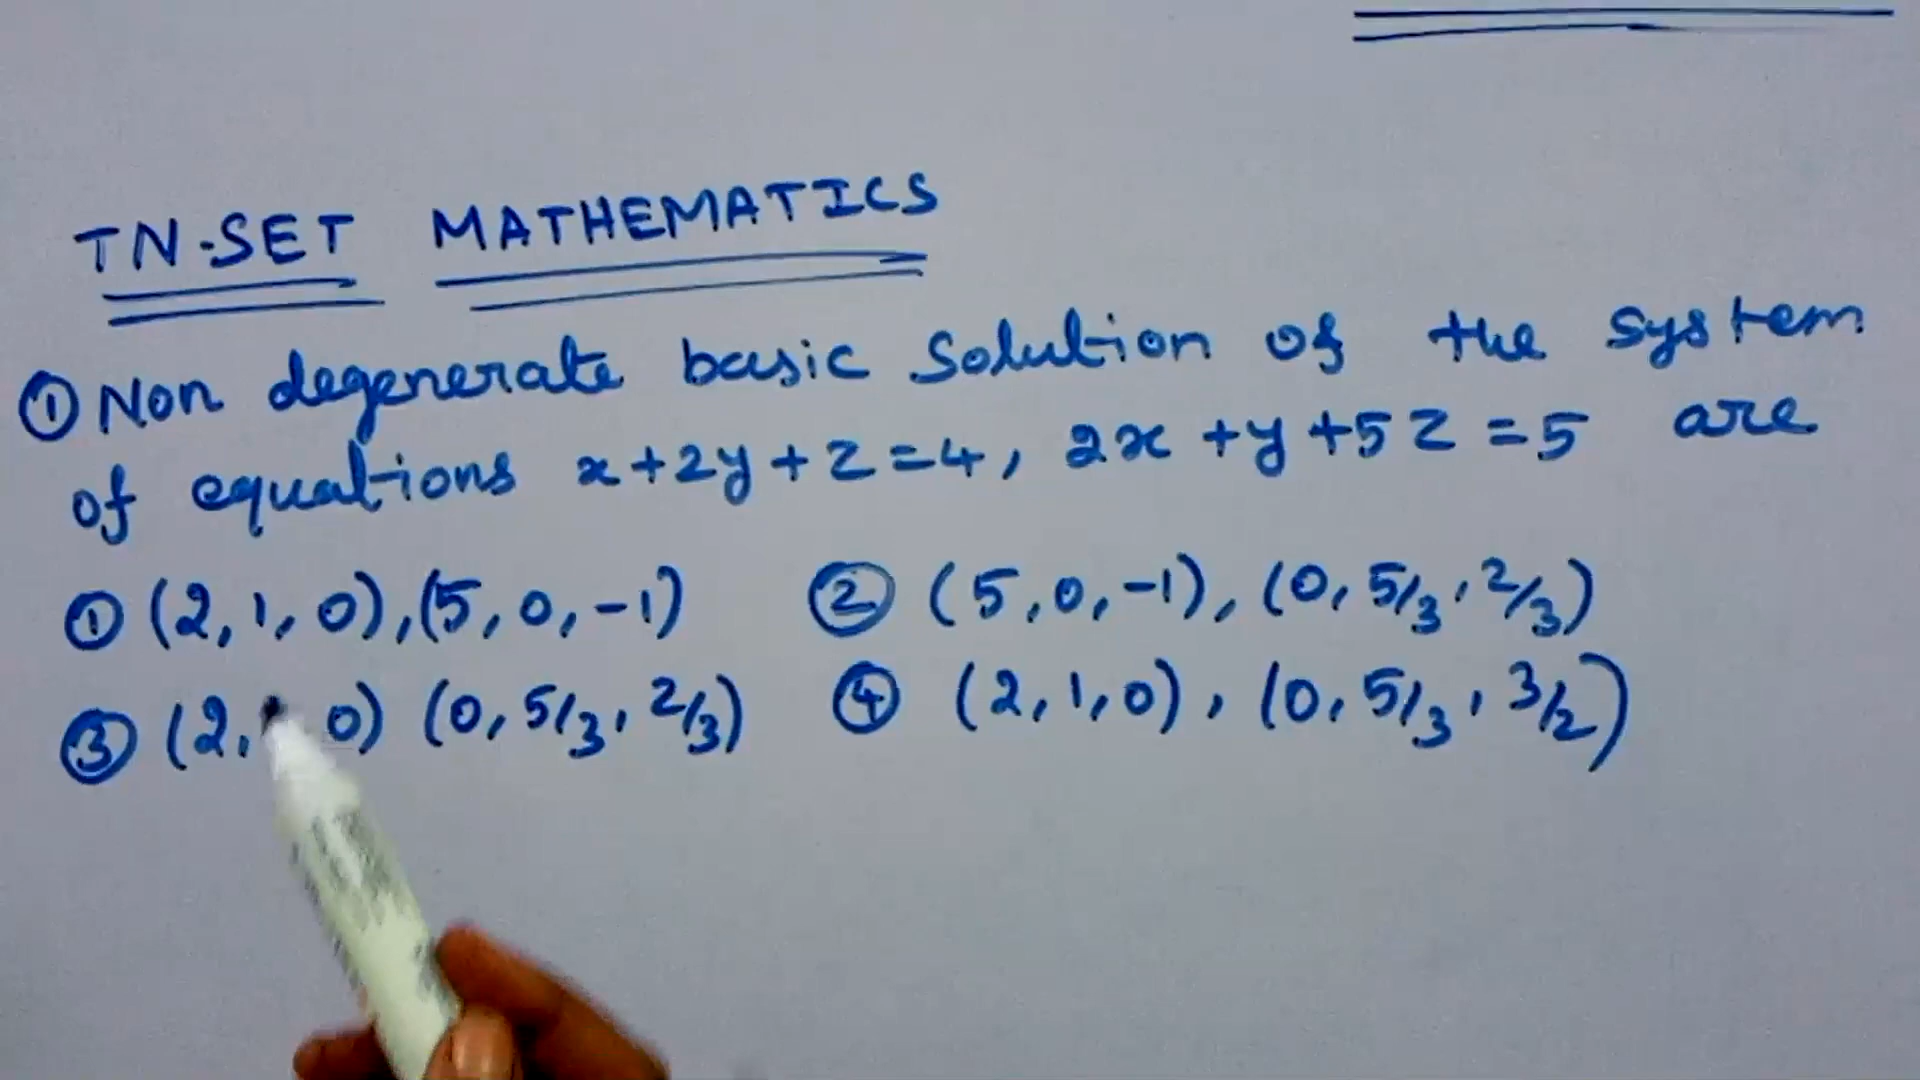 TN-SET MATHEMATICS
① Non degenerate basic solution of the system
of equations x+2y+z=4, 2x+y+5z=5 are
① (2, 1, 0), (5, 0, -1) ② (5, 0, -1), (0, 5/3, 2/3)
③ (2, 0) (0, 5/3, 2/3) ④ (2, 1, 0), (0, 5/3, 3/2)